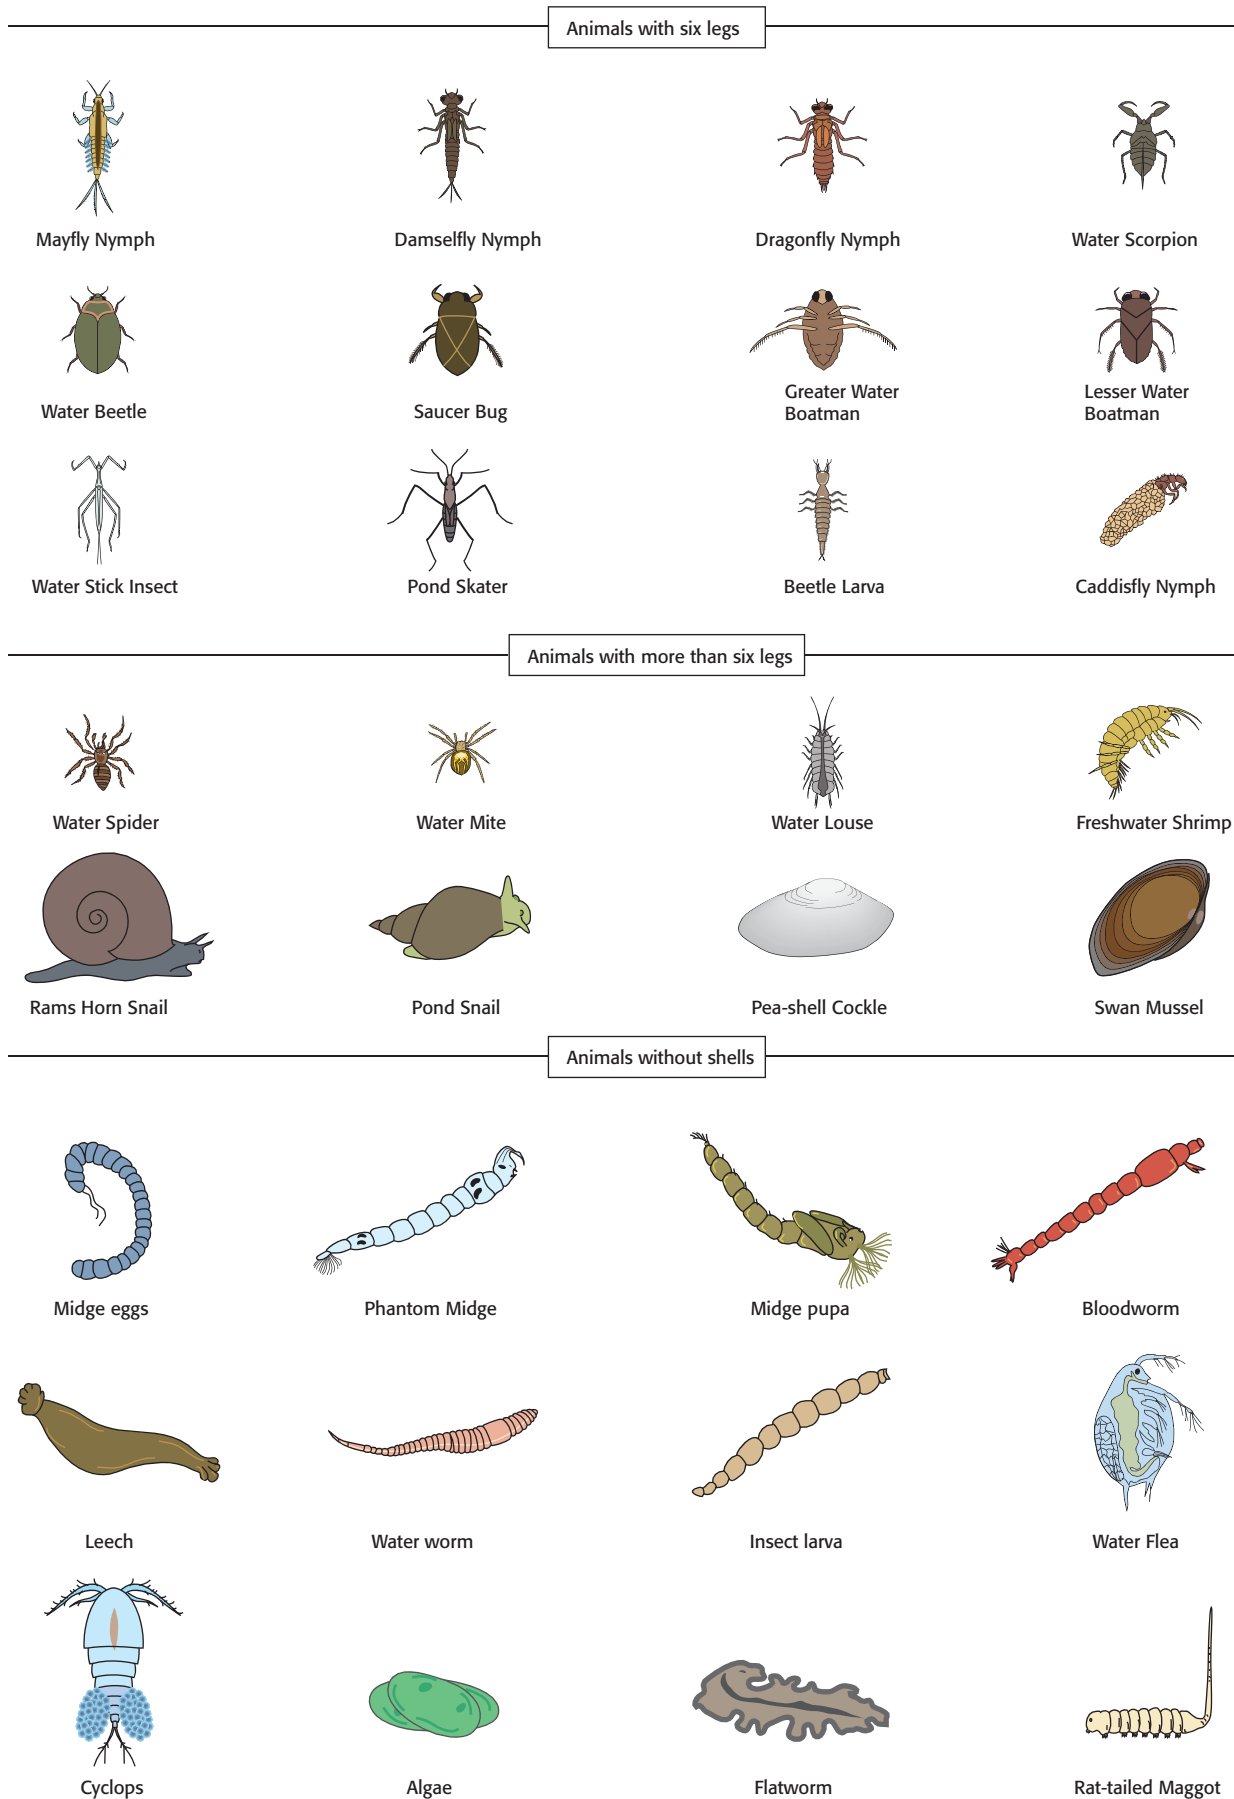 Animals with six legs
Mayfly Nymph
Damselfly Nymph
Dragonfly Nymph
Water Scorpion
Water Beetle
Saucer Bug
Greater Water
Boatman
Lesser Water
Boatman
Water Stick Insect
Pond Skater
Beetle Larva
Caddisfly Nymph
Animals with more than six legs
Water Spider
Water Mite
Water Louse
Freshwater Shrimp
Rams Horn Snail
Pond Snail
Pea-shell Cockle
Swan Mussel
Animals without shells
Midge eggs
Phantom Midge
Midge pupa
Bloodworm
Leech
Water worm
Insect larva
Water Flea
Cyclops
Algae
Flatworm
Rat-tailed Maggot